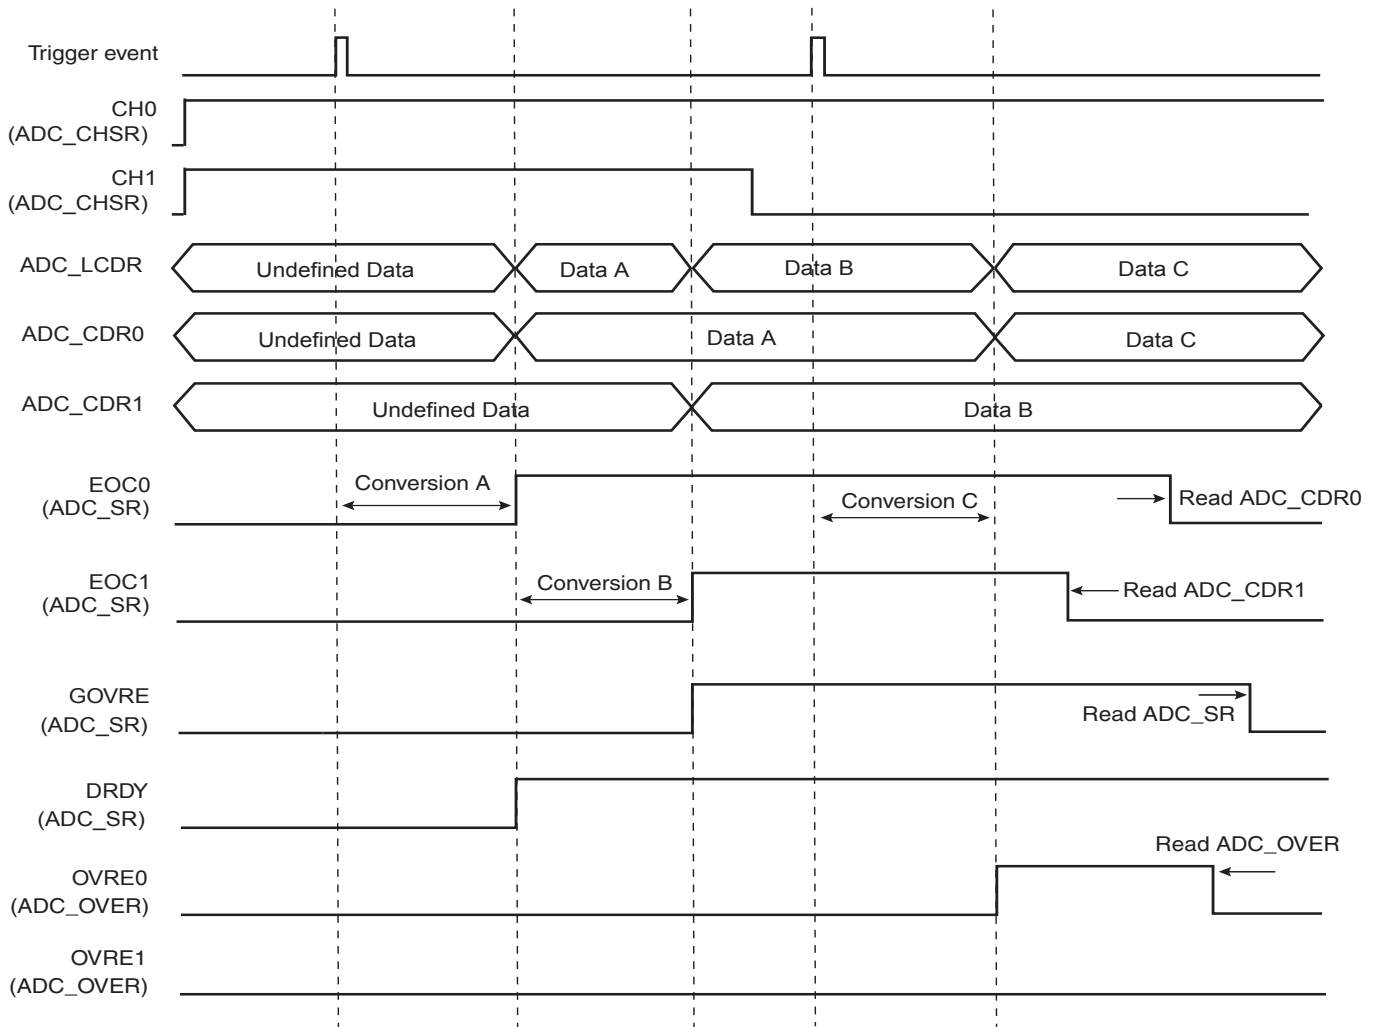 Trigger event
CH0
(ADC_CHSR)
CH1
(ADC_CHSR)
ADC_LCDR
Undefined Data
Data A
Data B
Data C
ADC_CDR0
Undefined Data
Data A
Data C
ADC_CDR1
Undefined Data
Data B
EOC0
(ADC_SR)
Conversion A
Conversion C
Read ADC_CDR0
EOC1
(ADC_SR)
Conversion B
Read ADC_CDR1
GOVRE
(ADC_SR)
Read ADC_SR
DRDY
(ADC_SR)
Read ADC_OVER
OVRE0
(ADC_OVER)
OVRE1
(ADC_OVER)